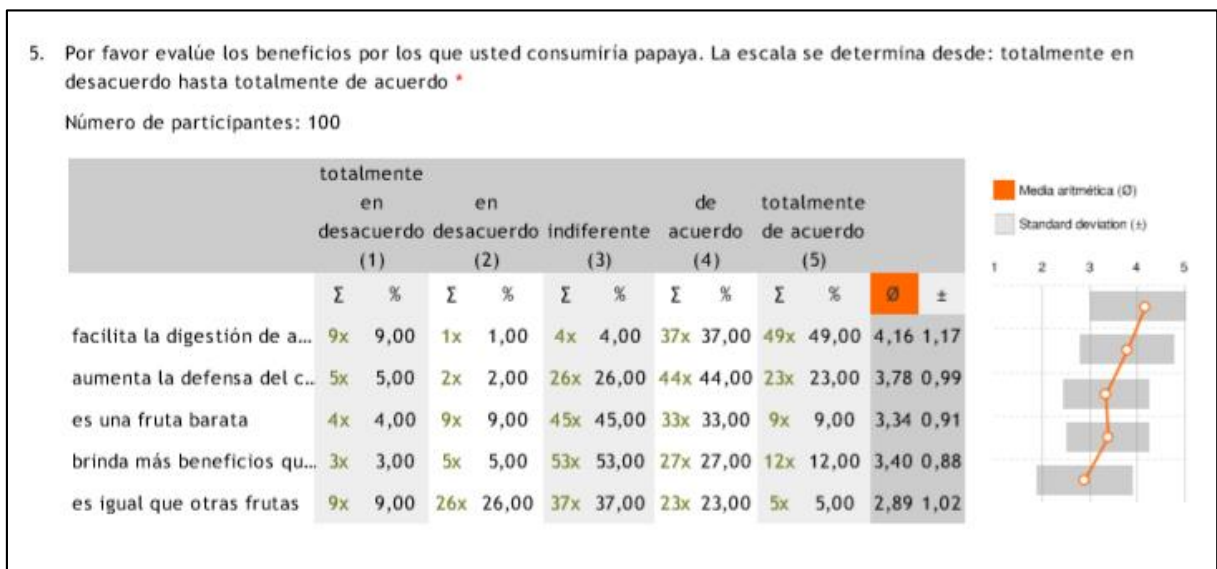 5. Por favor evalúe los beneficios por los que usted consumiría papaya. La escala se determina desde: totalmente en
desacuerdo hasta totalmente de acuerdo *
Número de participantes: 100
totalmente
en en de totalmente
desacuerdo desacuerdo indiferente acuerdo de acuerdo
(1) (2) (3) (4) (5)
Σ % Σ % Σ % Σ % Σ % Ø ±
facilita la digestión de a... 9x 9,00 1x 1,00 4x 4,00 37x 37,00 49x 49,00 4,16 1,17
aumenta la defensa del c... 5x 5,00 2x 2,00 26x 26,00 44x 44,00 23x 23,00 3,78 0,99
es una fruta barata 4x 4,00 9x 9,00 45x 45,00 33x 33,00 9x 9,00 3,34 0,91
brinda más beneficios qu... 3x 3,00 5x 5,00 53x 53,00 27x 27,00 12x 12,00 3,40 0,88
es igual que otras frutas 9x 9,00 26x 26,00 37x 37,00 23x 23,00 5x 5,00 2,89 1,02
Media aritmética (Ø)
Standard deviation (±)
1 2 3 4 5